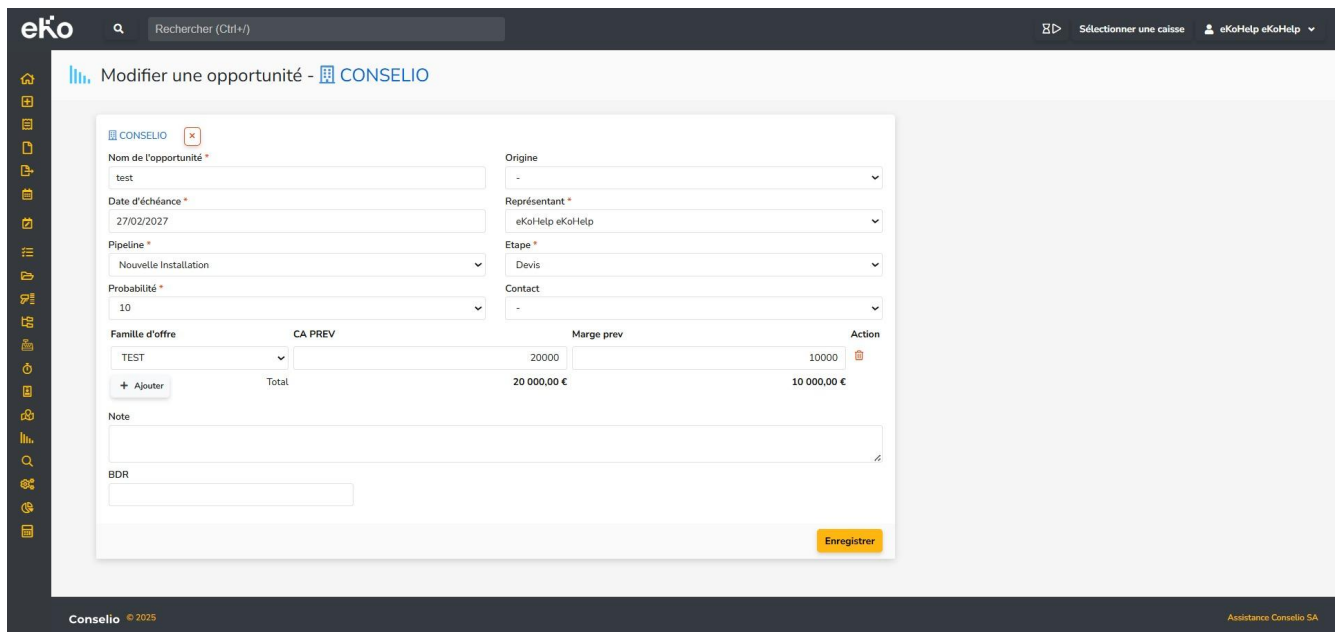 eKo
Rechercher (Ctrl+/)
Sélectionner une caisse
eKoHelp eKoHelp
Modifier une opportunité - CONSELIO
CONSELIO
Nom de l'opportunité *
Origine
test
-
Date d'échéance *
Représentant *
27/02/2027
eKoHelp eKoHelp
Pipeline *
Etape *
Nouvelle Installation
Devis
Probabilité *
Contact
10
-
Famille d'offre CA PREV Marge prev Action
TEST 20000 10000
+ Ajouter Total 20 000,00 € 10 000,00 €
Note
BDR
Enregistrer
Conselio © 2025
Assistance Conselio SA